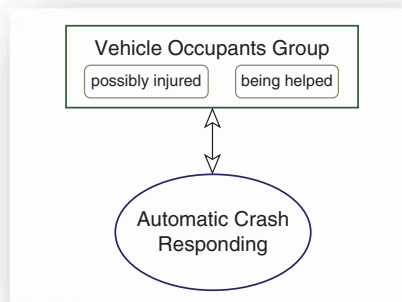 Vehicle Occupants Group
possibly injured being helped
Automatic Crash
Responding